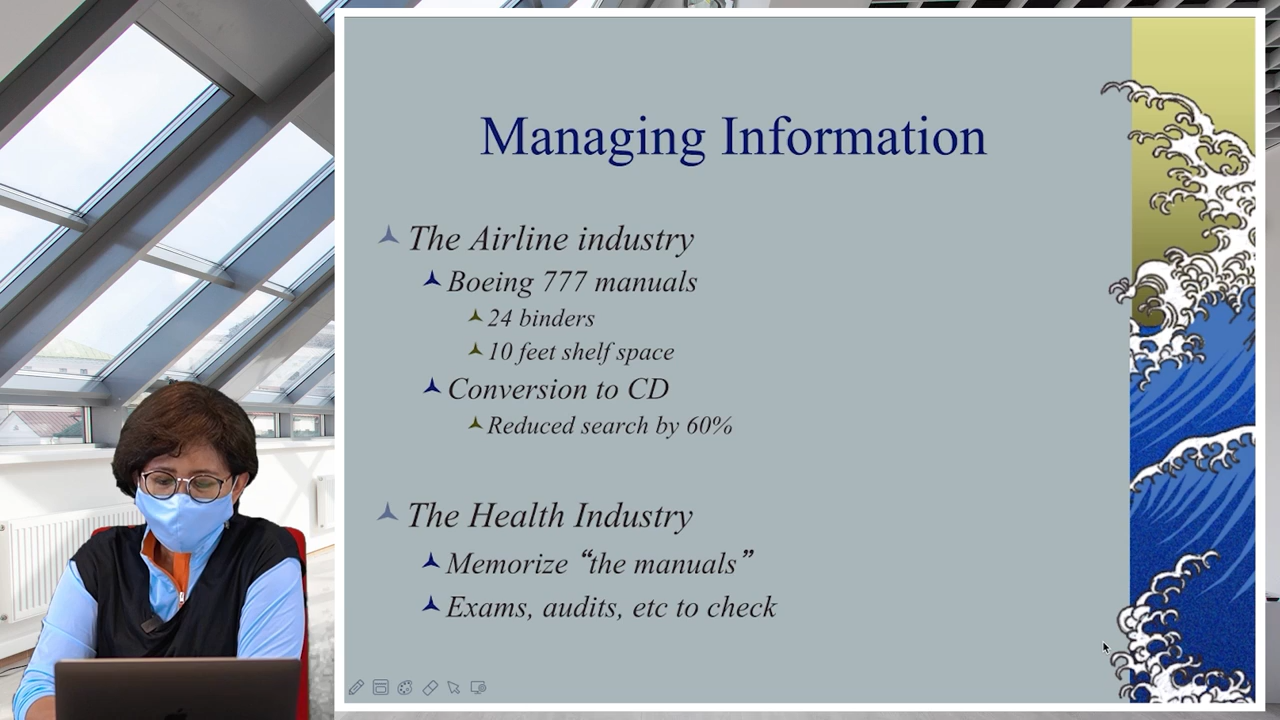 Managing Information
The Airline industry
Boeing 777 manuals
24 binders
10 feet shelf space
Conversion to CD
Reduced search by 60%
The Health Industry
Memorize “the manuals”
Exams, audits, etc to check